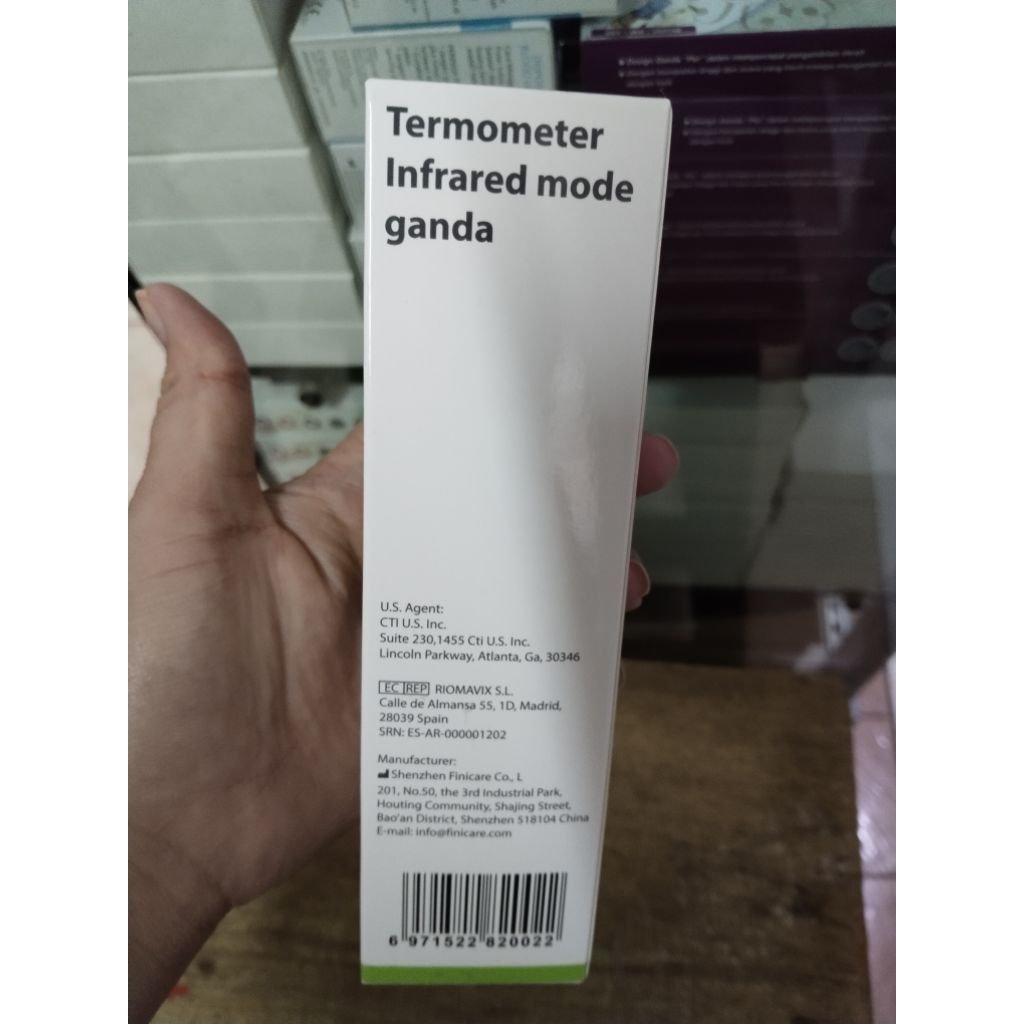 Termometer
Infrared mode
ganda
U.S. Agent:
CTI U.S. Inc.
Suite 230,1455 Cti U.S. Inc.
Lincoln Parkway, Atlanta, Ga, 30346
EC REP RIOMAVIX S.L.
Calle de Almansa 55, 1D, Madrid,
28039 Spain
SRN: ES-AR-000001202
Manufacturer:
Shenzhen Finicare Co., L
201, No.50, the 3rd Industrial Park,
Houting Community, Shajing Street,
Bao'an District, Shenzhen 518104 China
E-mail: info@finicare.com
6 971522 820022